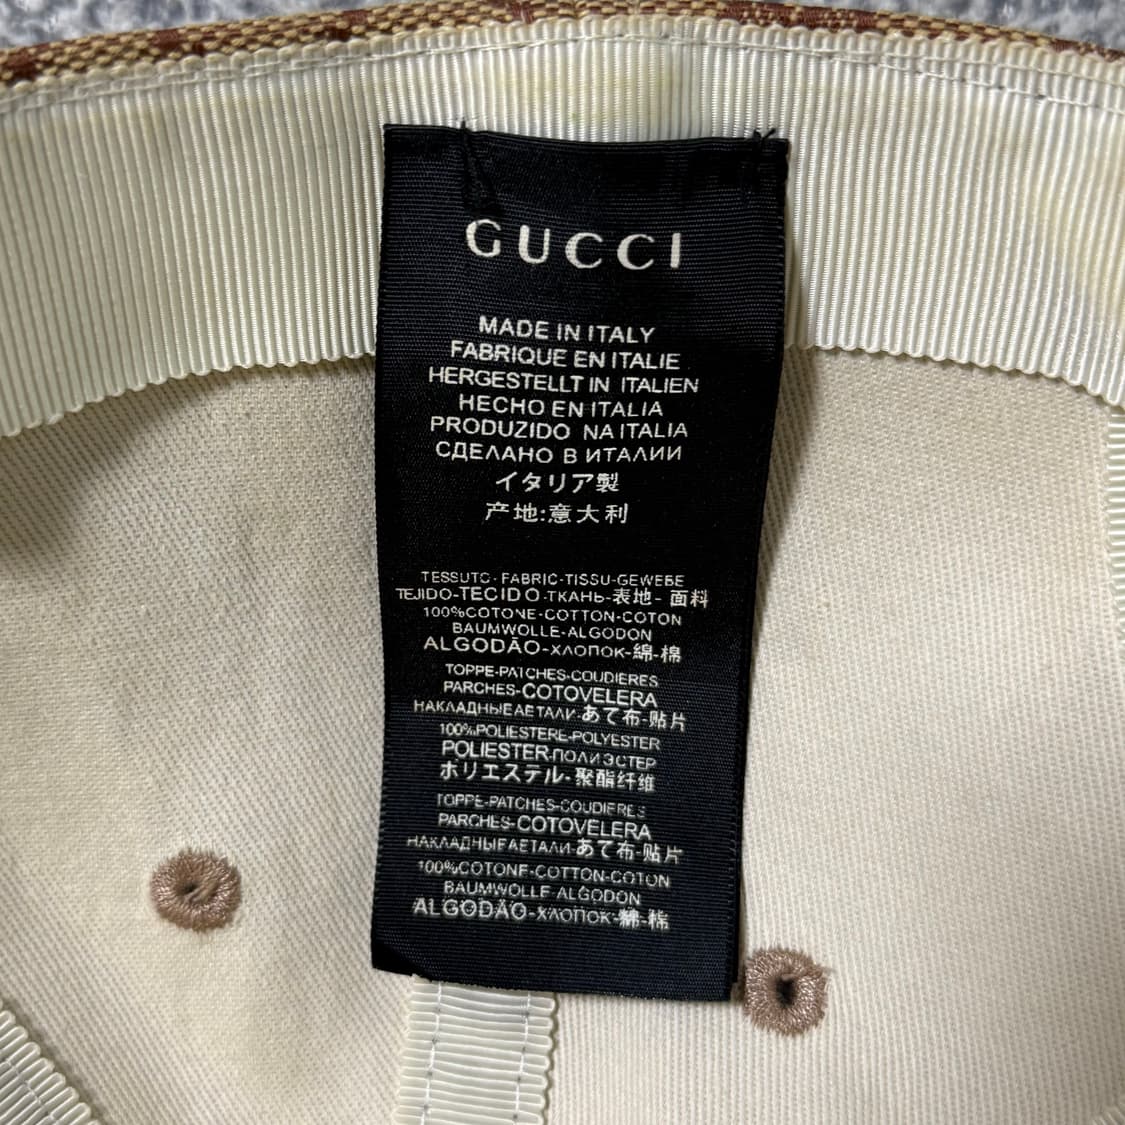 GUCCI
MADE IN ITALY
FABRIQUE EN ITALIE
HERGESTELLT IN ITALIEN
HECHO EN ITALIA
PRODUZIDO NA ITALIA
СДЕЛАНО В ИТАЛИИ
イタリア製
产地:意大利
TESSUTO-FABRIC-TISSU-GEWEBE
TEJIDO-TECIDO-ТКАНЬ-表地-面料
100%COTONE-COTTON-COTON
BAUMWOLLE-ALGODON
ALGODÃO-ХЛОПОК-綿-棉
TOPPE-PATCHES-COUDIERES
PARCHES-COTOVELERA
НАКЛАДНЫЕ ДЕТАЛИ-あて布-贴片
100%POLIESTERE-POLYESTER
POLIESTER-ПОЛИЭСТЕР
ポリエステル-聚酯纤维
TOPPE-PATCHES-COUDIERES
PARCHES-COTOVELERA
НАКЛАДНЫЕ ДЕТАЛИ-あて布-贴片
100%COTONE-COTTON-COTON
BAUMWOLLE-ALGODON
ALGODÃO-ХЛОПОК-綿-棉